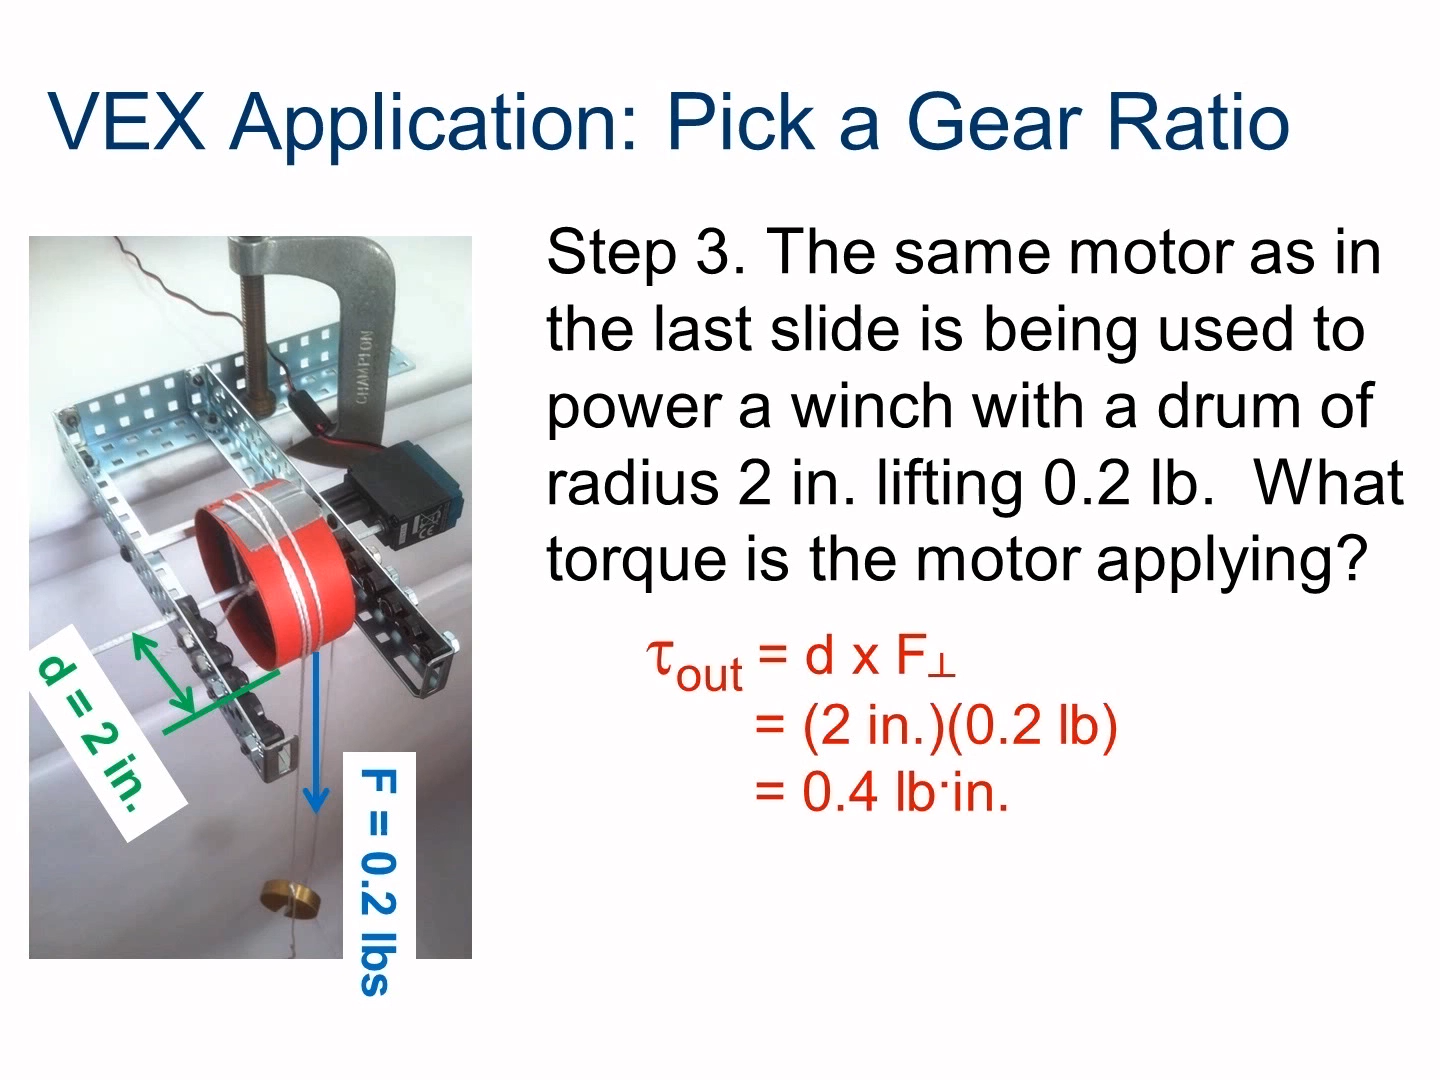 VEX Application: Pick a Gear Ratio
Step 3. The same motor as in
the last slide is being used to
power a winch with a drum of
radius 2 in. lifting 0.2 lb.  What
torque is the motor applying?
τout = d x F⊥
= (2 in.)(0.2 lb)
= 0.4 lb·in.
CHAMPION
CE
d = 2 in.
F = 0.2 lbs